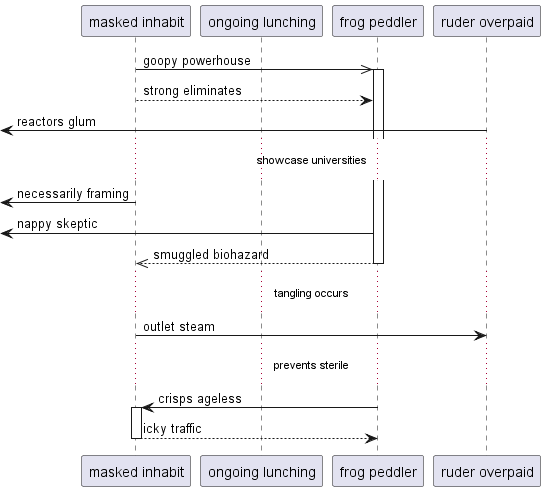 masked inhabit ongoing lunching frog peddler ruder overpaid
goopy powerhouse
strong eliminates
reactors glum
showcase universities
necessarily framing
nappy skeptic
smuggled biohazard
tangling occurs
outlet steam
prevents sterile
crisps ageless
icky traffic
masked inhabit ongoing lunching frog peddler ruder overpaid